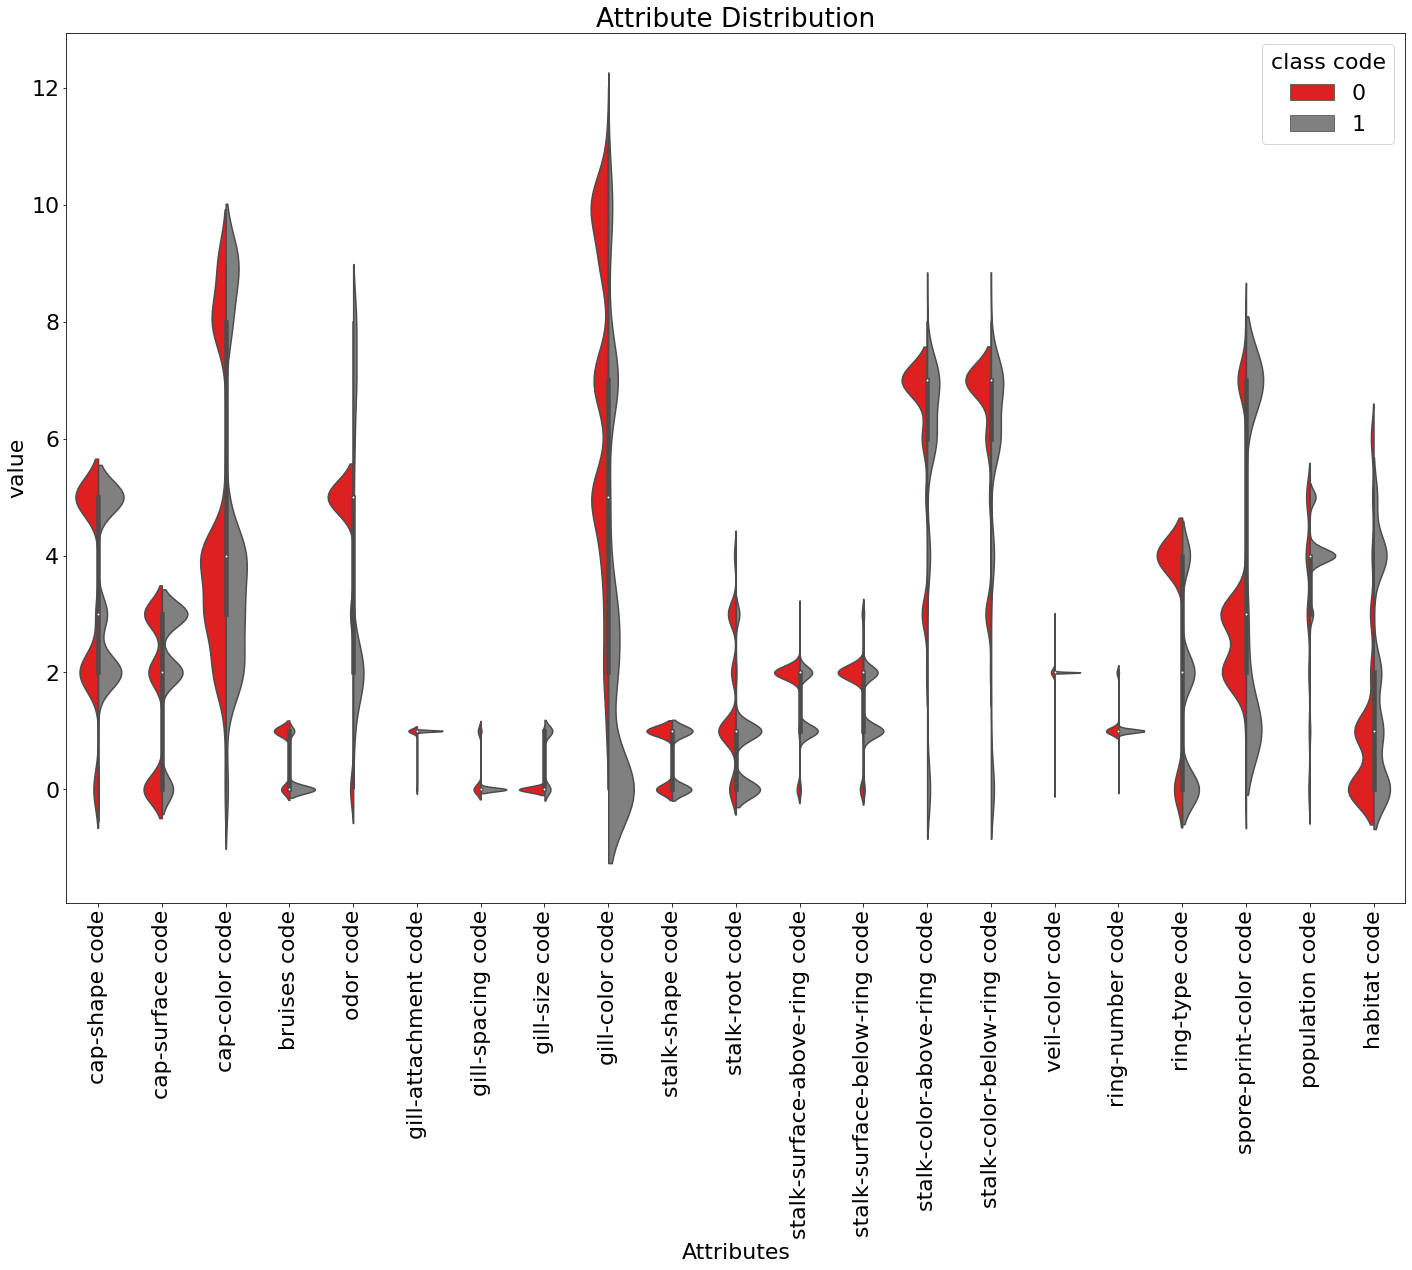 Attribute Distribution
class code
0
1
12
10
8
6
4
2
0
value
cap-shape code
cap-surface code
cap-color code
bruises code
odor code
gill-attachment code
gill-spacing code
gill-size code
gill-color code
stalk-shape code
stalk-root code
stalk-surface-above-ring code
stalk-surface-below-ring code
stalk-color-above-ring code
stalk-color-below-ring code
veil-color code
ring-number code
ring-type code
spore-print-color code
population code
habitat code
Attributes